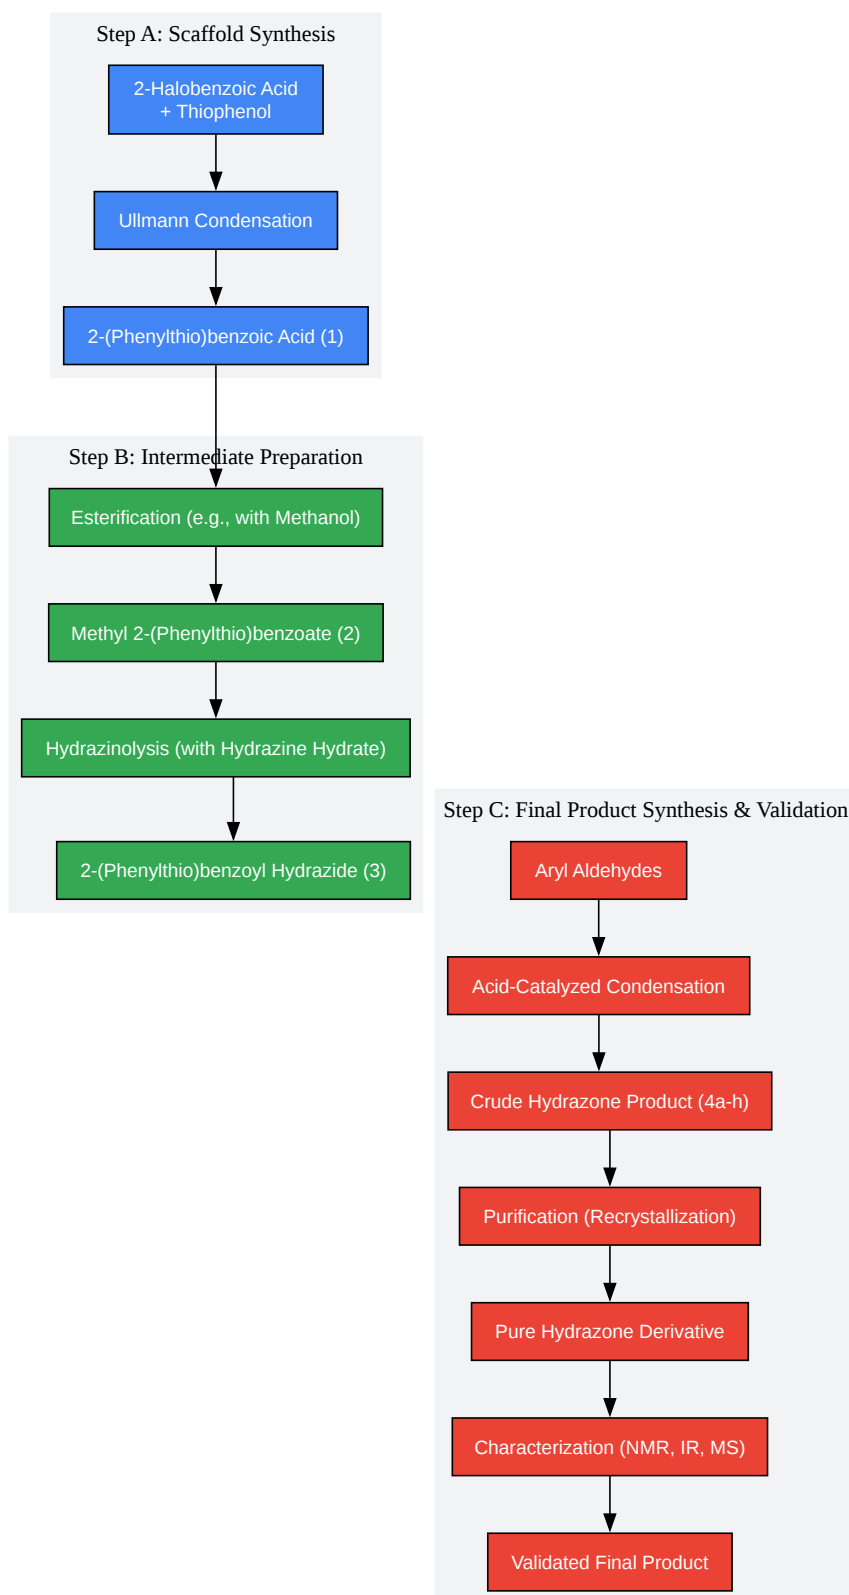 Step A: Scaffold Synthesis
2-Halobenzoic Acid
+ Thiophenol
Ullmann Condensation
2-(Phenylthio)benzoic Acid (1)
Step B: Intermediate Preparation
Esterification (e.g., with Methanol)
Methyl 2-(Phenylthio)benzoate (2)
Hydrazinolysis (with Hydrazine Hydrate)
2-(Phenylthio)benzoyl Hydrazide (3)
Step C: Final Product Synthesis & Validation
Aryl Aldehydes
Acid-Catalyzed Condensation
Crude Hydrazone Product (4a-h)
Purification (Recrystallization)
Pure Hydrazone Derivative
Characterization (NMR, IR, MS)
Validated Final Product